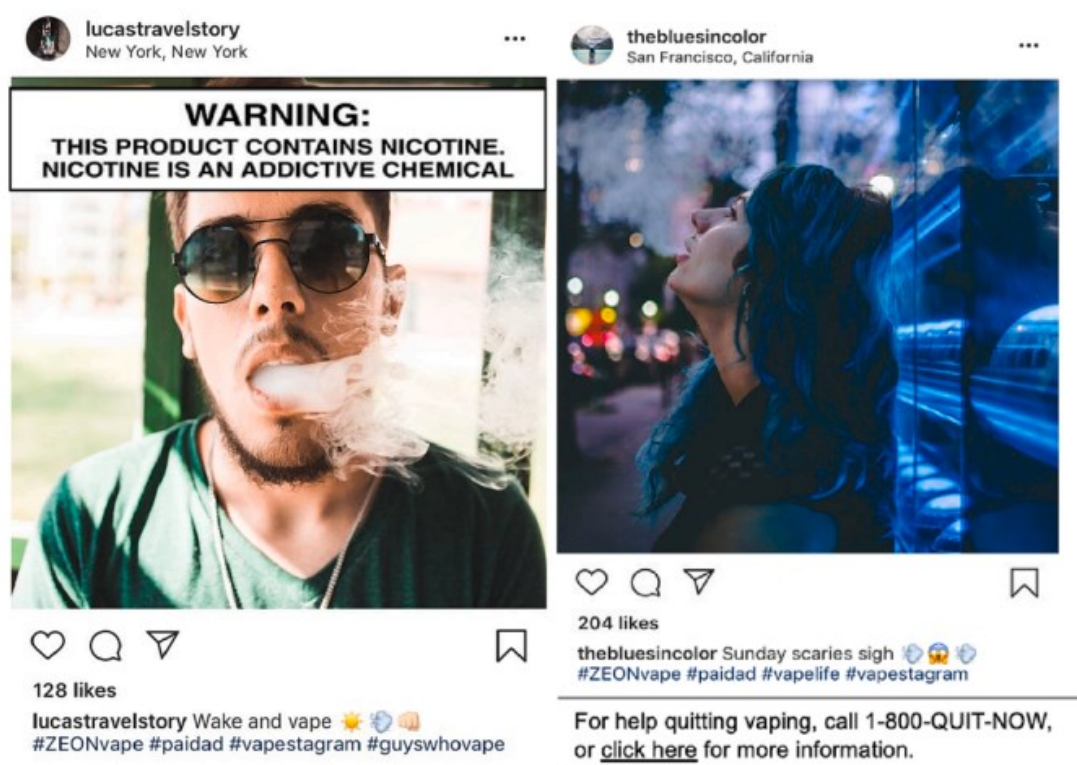 lucastravelstory
New York, New York
WARNING:
THIS PRODUCT CONTAINS NICOTINE.
NICOTINE IS AN ADDICTIVE CHEMICAL
128 likes
lucastravelstory Wake and vape ☀️ 💨 👊🏻
#ZEONvape #paidad #vapestagram #guyswhovape
thebluesincolor
San Francisco, California
204 likes
thebluesincolor Sunday scaries sigh 💨 😱 💨
#ZEONvape #paidad #vapelife #vapestagram
For help quitting vaping, call 1-800-QUIT-NOW,
or click here for more information.